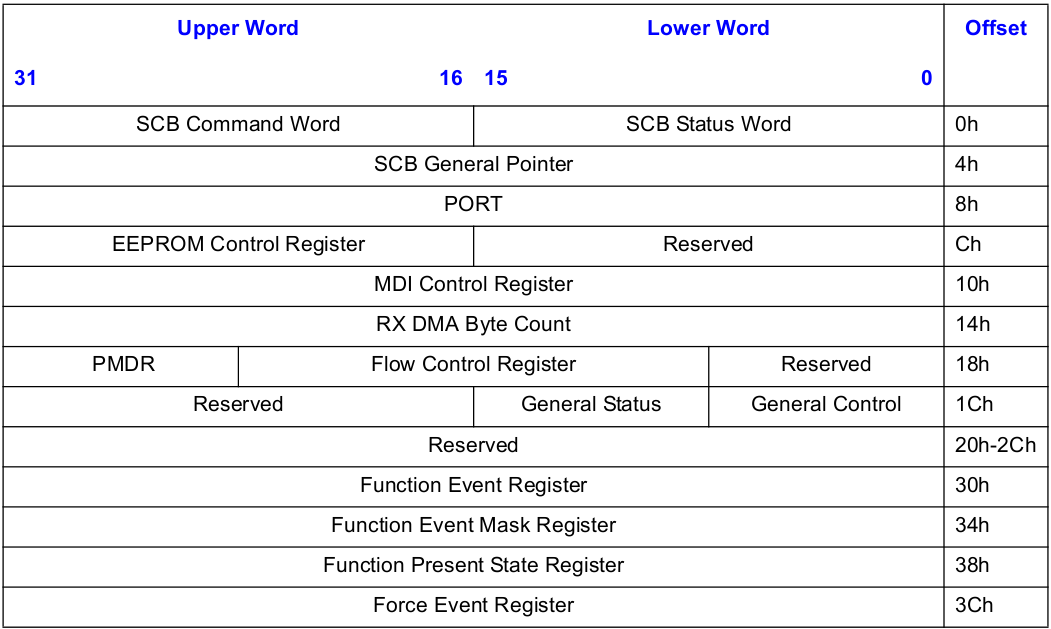 Upper Word Lower Word Offset
31 16 15 0
SCB Command Word SCB Status Word 0h
SCB General Pointer 4h
PORT 8h
EEPROM Control Register Reserved Ch
MDI Control Register 10h
RX DMA Byte Count 14h
PMDR Flow Control Register Reserved 18h
Reserved General Status General Control 1Ch
Reserved 20h-2Ch
Function Event Register 30h
Function Event Mask Register 34h
Function Present State Register 38h
Force Event Register 3Ch